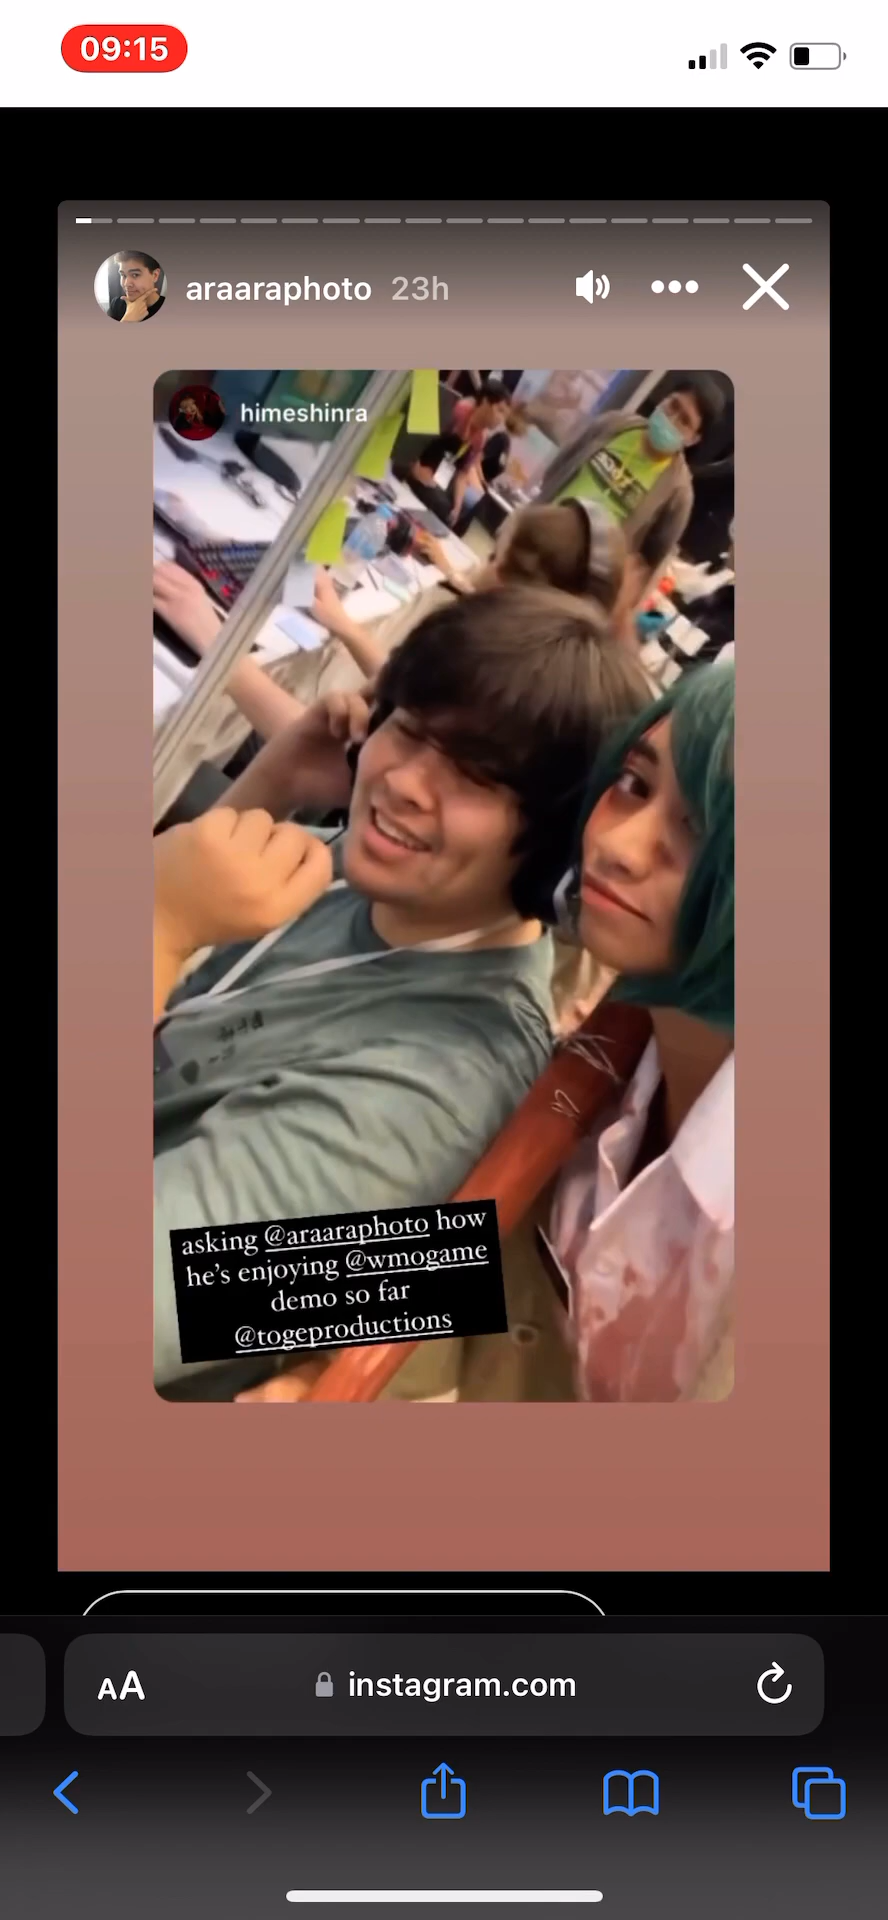 09:15
araaraphoto 23h
himeshinra
asking @araaraphoto how
he's enjoying @wmogame
demo so far
@togeproductions
AA instagram.com